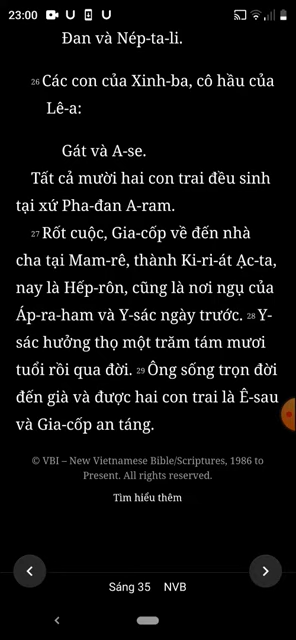 23:00
Đan và Nép-ta-li.
26 Các con của Xinh-ba, cô hầu của
Lê-a:
Gát và A-se.
Tất cả mười hai con trai đều sinh
tại xứ Pha-đan A-ram.
27 Rốt cuộc, Gia-cốp về đến nhà
cha tại Mam-rê, thành Ki-ri-át Ạc-ta,
nay là Hếp-rôn, cũng là nơi ngụ của
Áp-ra-ham và Y-sác ngày trước. 28 Y-
sác hưởng thọ một trăm tám mươi
tuổi rồi qua đời. 29 Ông sống trọn đời
đến già và được hai con trai là Ê-sau
và Gia-cốp an táng.
© VBI – New Vietnamese Bible/Scriptures, 1986 to
Present. All rights reserved.
Tìm hiểu thêm
Sáng 35 NVB